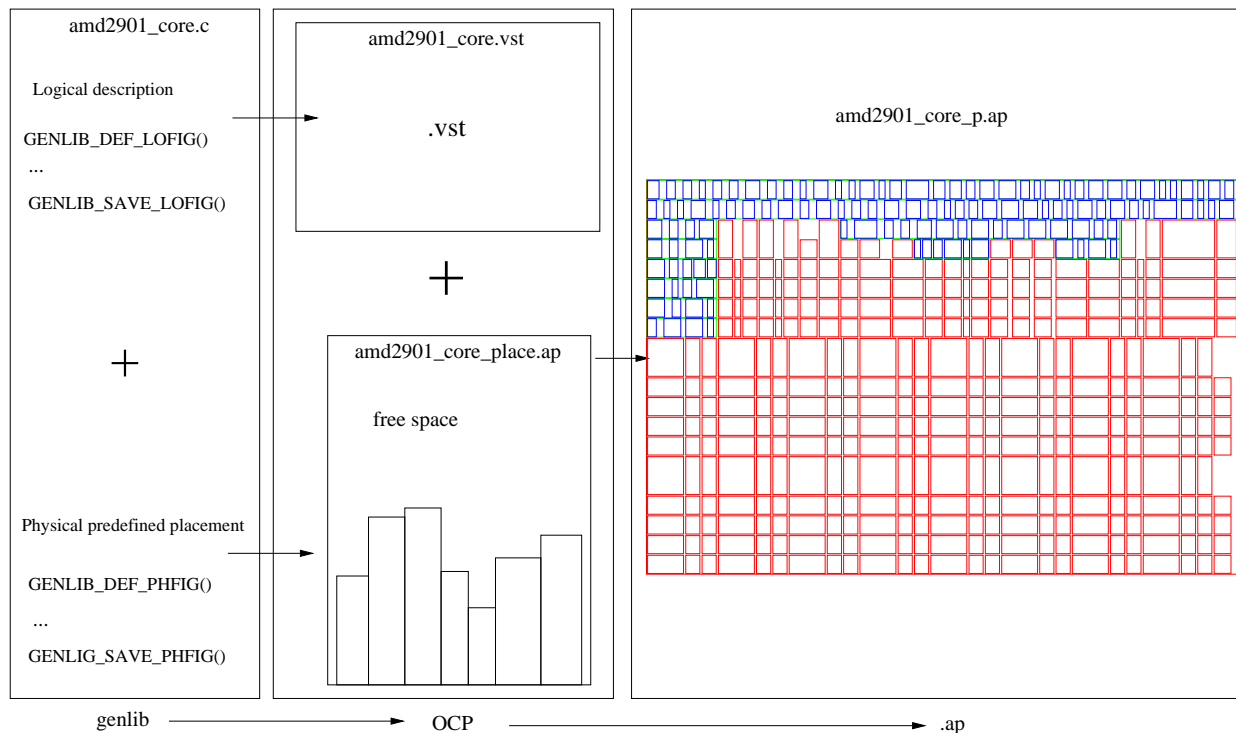 amd2901_core.c
Logical description
GENLIB_DEF_LOFIG()
...
GENLIB_SAVE_LOFIG()
+
Physical predefined placement
GENLIB_DEF_PHFIG()
...
GENLIG_SAVE_PHFIG()
amd2901_core.vst
.vst
+
amd2901_core_place.ap
free space
amd2901_core_p.ap
genlib
OCP
.ap